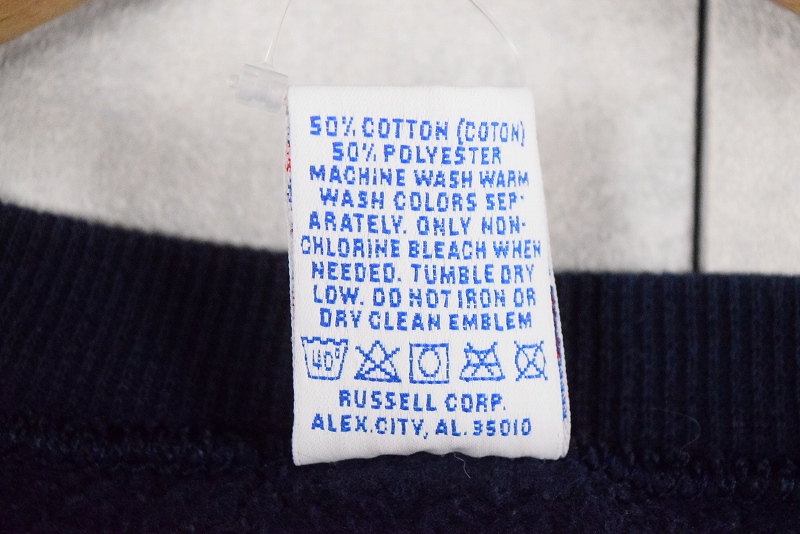 50% COTTON (COTON)
50% POLYESTER
MACHINE WASH WARM
WASH COLORS SEP-
ARATELY. ONLY NON-
CHLORINE BLEACH WHEN
NEEDED. TUMBLE DRY
LOW. DO NOT IRON OR
DRY CLEAN EMBLEM
40°
RUSSELL CORP.
ALEX.CITY, AL. 35010